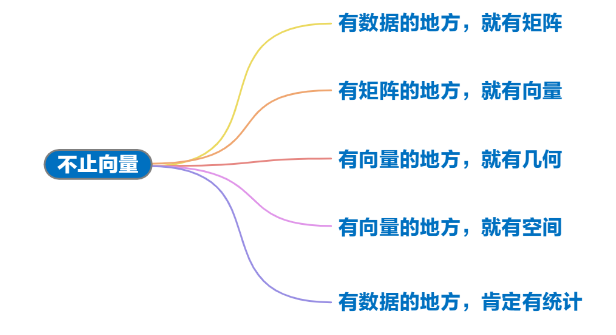 有数据的地方，就有矩阵
有矩阵的地方，就有向量
不止向量
有向量的地方，就有几何
有向量的地方，就有空间
有数据的地方，肯定有统计